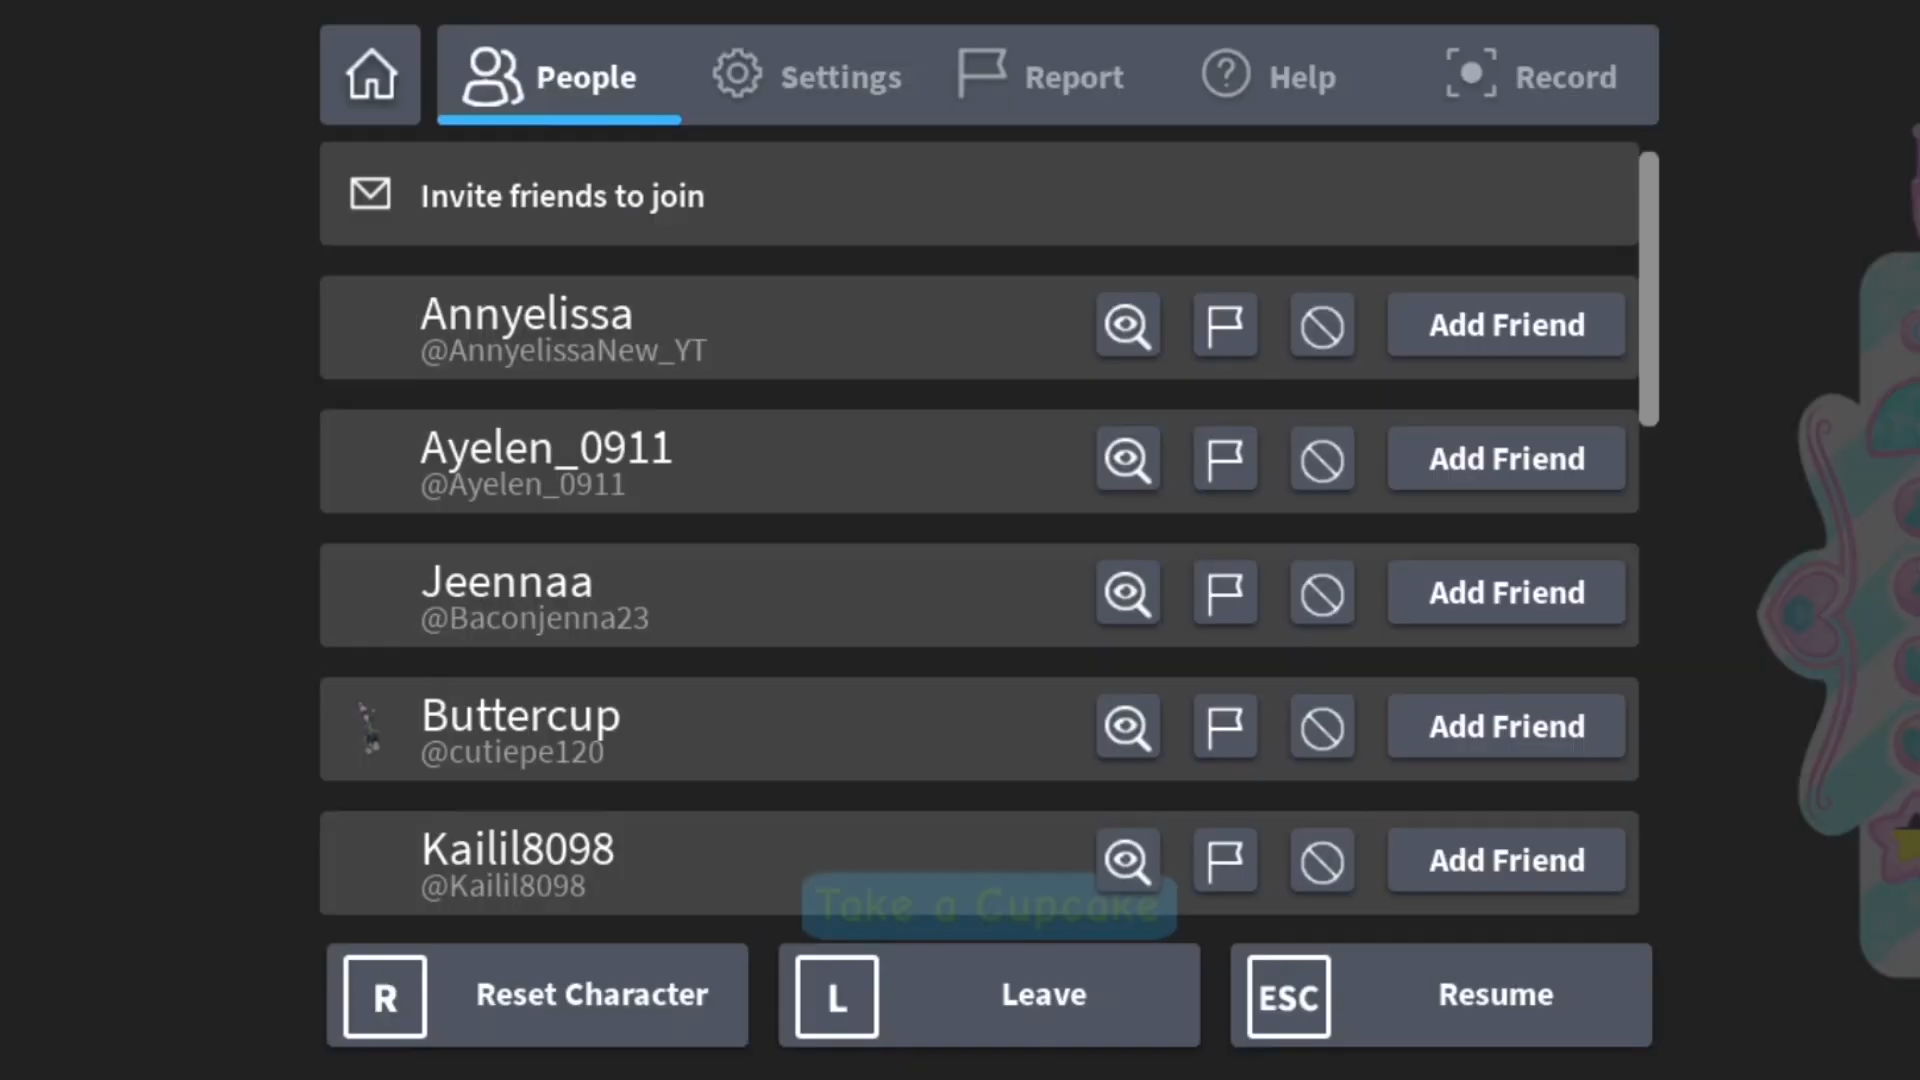 People
Settings
Report
Help
Record
Invite friends to join
Annyelissa
@AnnyelissaNew_YT
Add Friend
Ayelen_0911
@Ayelen_0911
Add Friend
Jeennaa
@Baconjenna23
Add Friend
Buttercup
@cutiepe120
Add Friend
Kailil8098
@Kailil8098
Add Friend
Take a Cupcake
R Reset Character
L Leave
ESC Resume